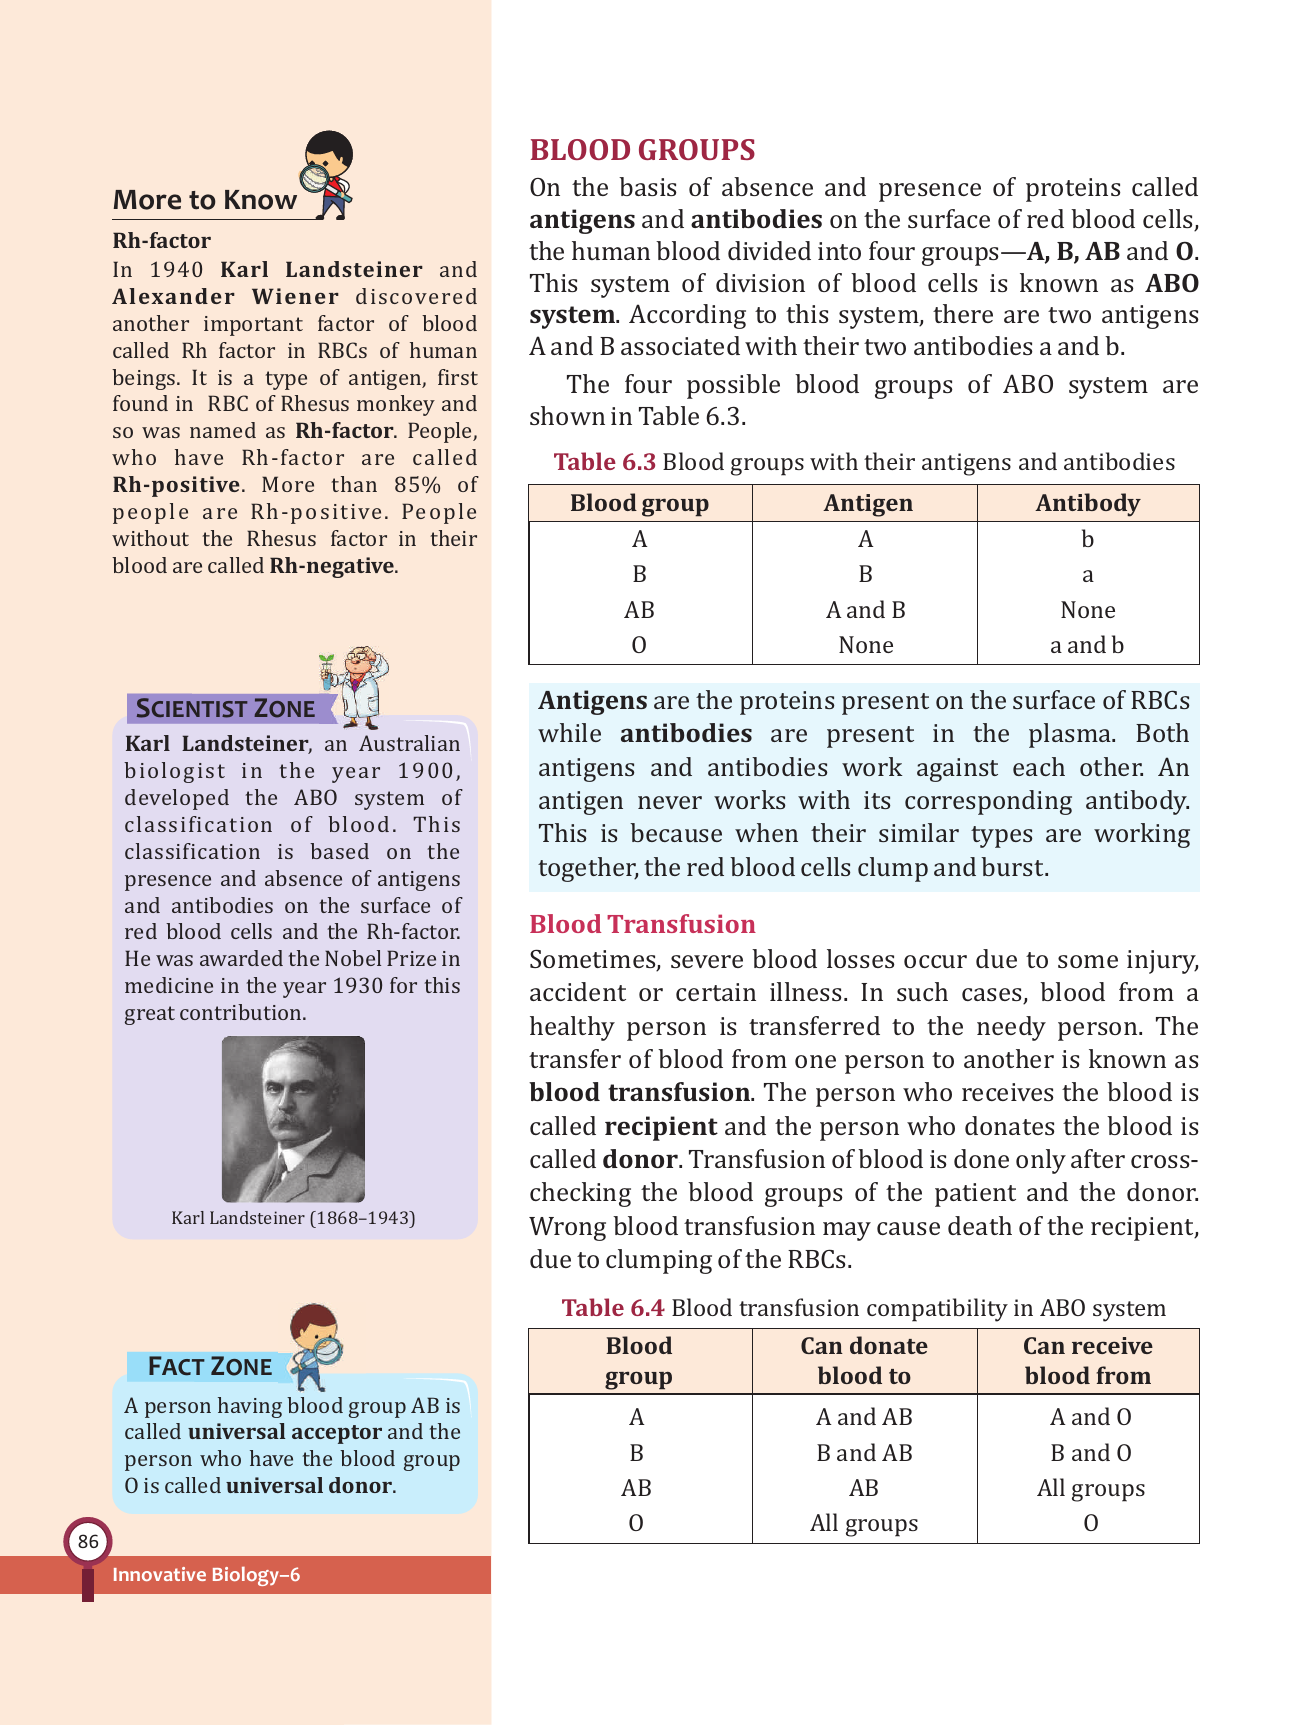 More to Know
Rh-factor
In 1940 Karl Landsteiner and
Alexander Wiener discovered
another important factor of blood
called Rh factor in RBCs of human
beings. It is a type of antigen, first
found in RBC of Rhesus monkey and
so was named as Rh-factor. People,
who have Rh-factor are called
Rh-positive. More than 85% of
people are Rh-positive. People
without the Rhesus factor in their
blood are called Rh-negative.
SCIENTIST ZONE
Karl Landsteiner, an Australian
biologist in the year 1900,
developed the ABO system of
classification of blood. This
classification is based on the
presence and absence of antigens
and antibodies on the surface of
red blood cells and the Rh-factor.
He was awarded the Nobel Prize in
medicine in the year 1930 for this
great contribution.
Karl Landsteiner (1868–1943)
FACT ZONE
A person having blood group AB is
called universal acceptor and the
person who have the blood group
O is called universal donor.
86
Innovative Biology–6
BLOOD GROUPS
On the basis of absence and presence of proteins called
antigens and antibodies on the surface of red blood cells,
the human blood divided into four groups—A, B, AB and O.
This system of division of blood cells is known as ABO
system. According to this system, there are two antigens
A and B associated with their two antibodies a and b.
The four possible blood groups of ABO system are
shown in Table 6.3.
Table 6.3 Blood groups with their antigens and antibodies
Blood group Antigen Antibody
A A b
B B a
AB A and B None
O None a and b
Antigens are the proteins present on the surface of RBCs
while antibodies are present in the plasma. Both
antigens and antibodies work against each other. An
antigen never works with its corresponding antibody.
This is because when their similar types are working
together, the red blood cells clump and burst.
Blood Transfusion
Sometimes, severe blood losses occur due to some injury,
accident or certain illness. In such cases, blood from a
healthy person is transferred to the needy person. The
transfer of blood from one person to another is known as
blood transfusion. The person who receives the blood is
called recipient and the person who donates the blood is
called donor. Transfusion of blood is done only after cross-
checking the blood groups of the patient and the donor.
Wrong blood transfusion may cause death of the recipient,
due to clumping of the RBCs.
Table 6.4 Blood transfusion compatibility in ABO system
Blood Can donate Can receive
group blood to blood from
A A and AB A and O
B B and AB B and O
AB AB All groups
O All groups O